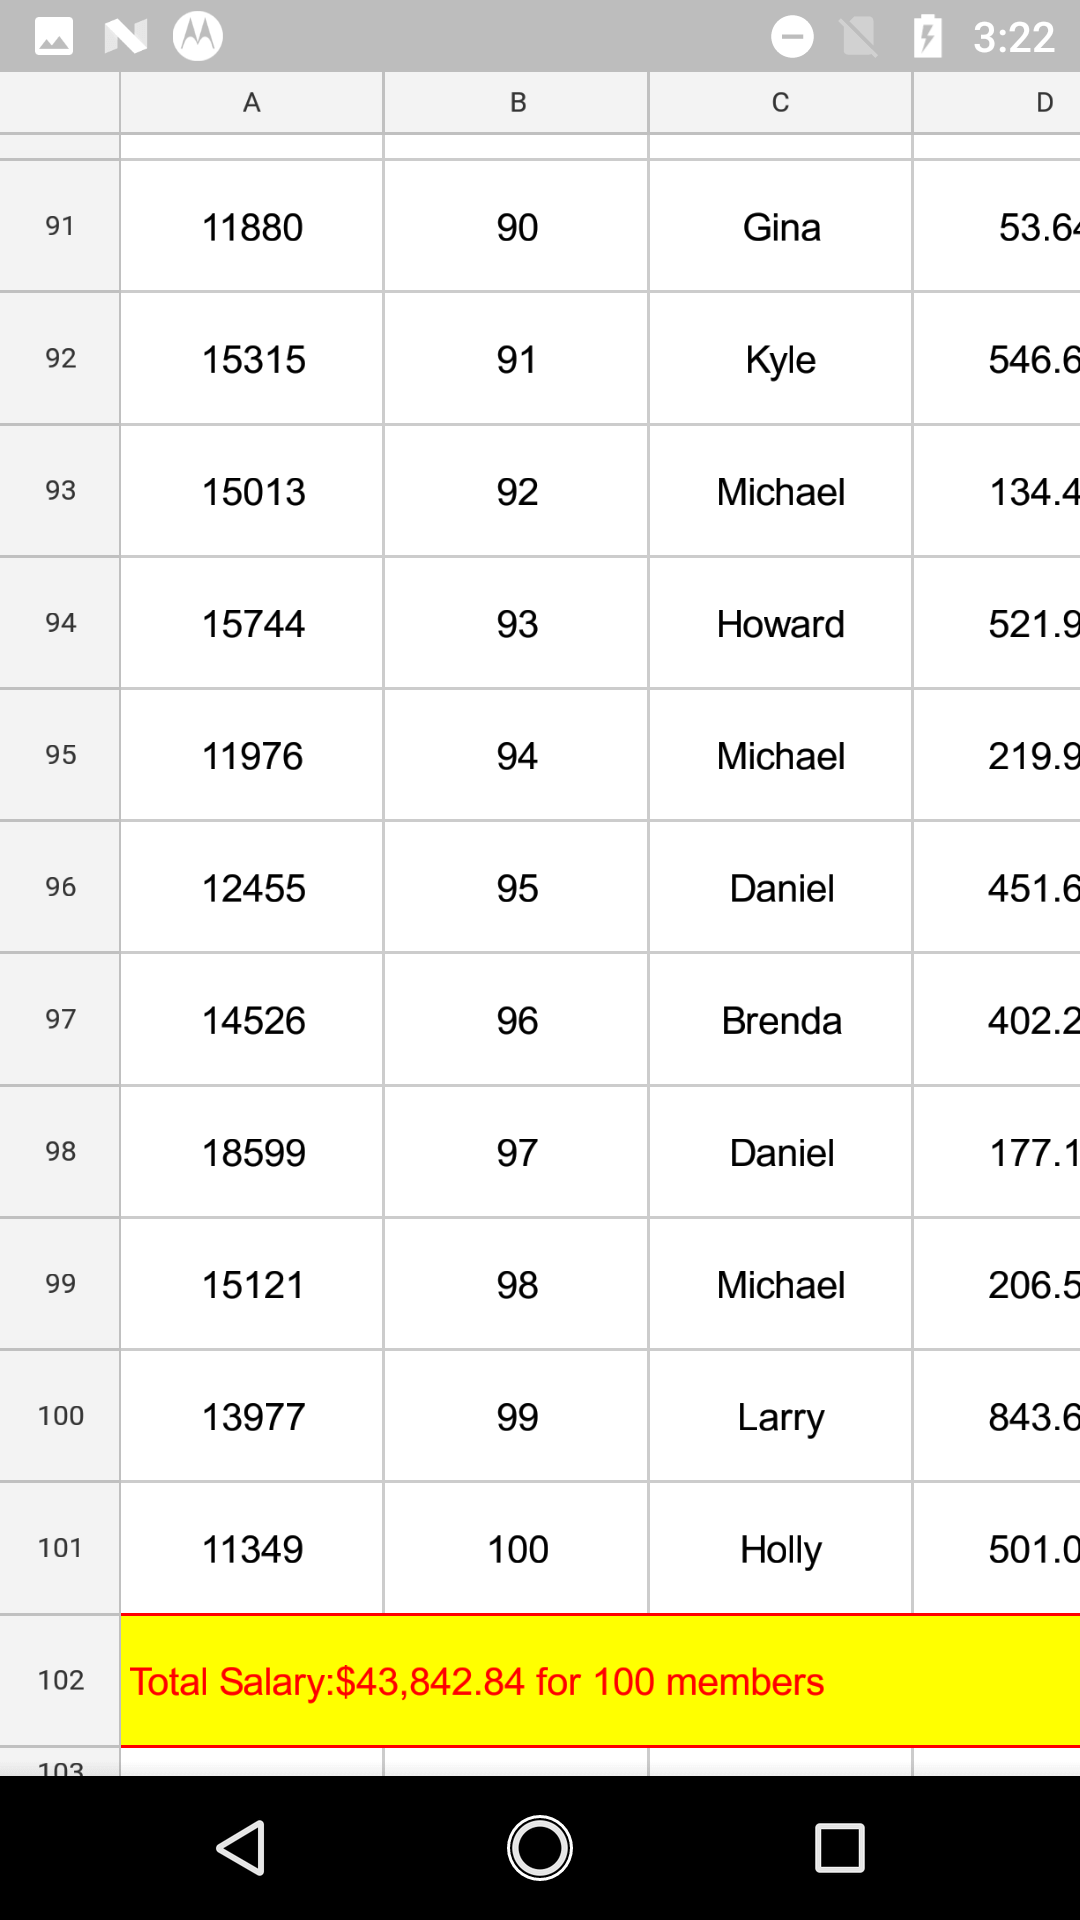 3:22
A B C D
91 11880 90 Gina 53.64
92 15315 91 Kyle 546.6
93 15013 92 Michael 134.4
94 15744 93 Howard 521.9
95 11976 94 Michael 219.9
96 12455 95 Daniel 451.6
97 14526 96 Brenda 402.2
98 18599 97 Daniel 177.1
99 15121 98 Michael 206.5
100 13977 99 Larry 843.6
101 11349 100 Holly 501.0
102 Total Salary:$43,842.84 for 100 members
103